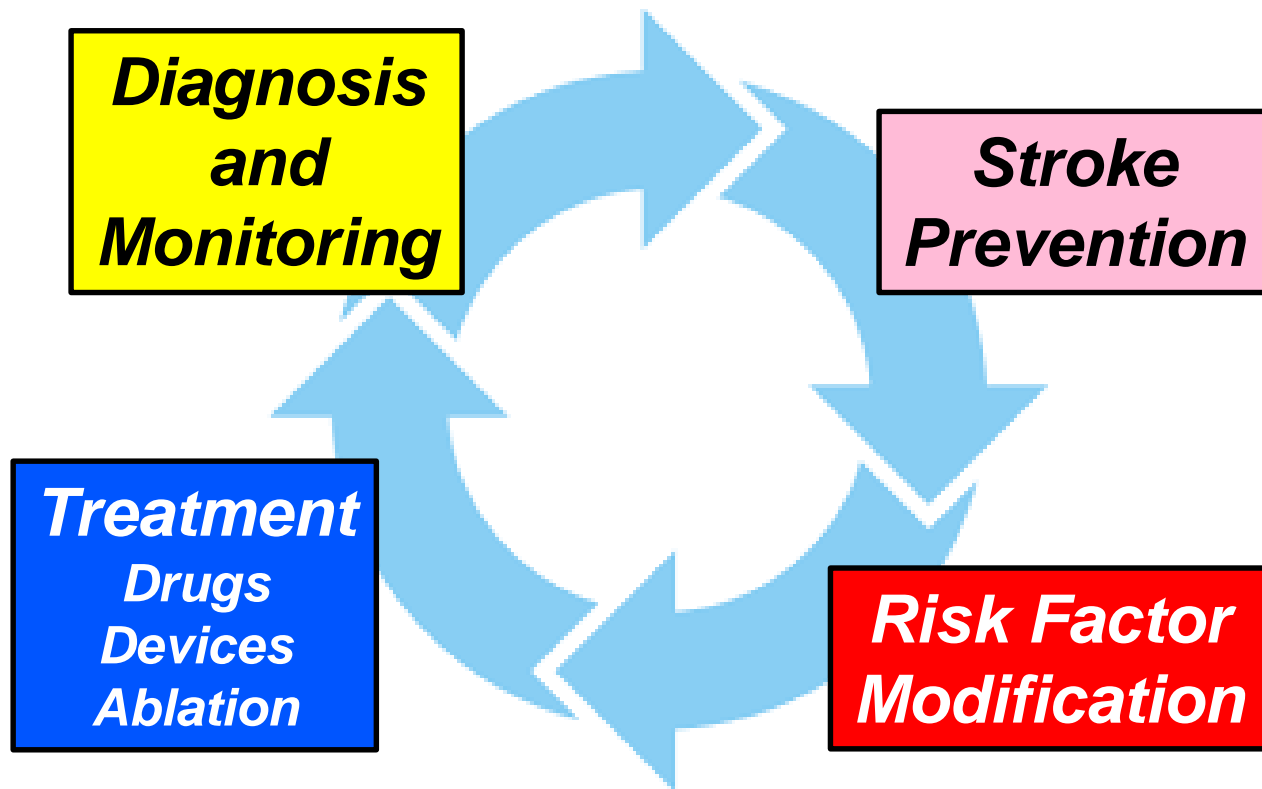 Diagnosis
and
Monitoring
Stroke
Prevention
Risk Factor
Modification
Treatment
Drugs
Devices
Ablation